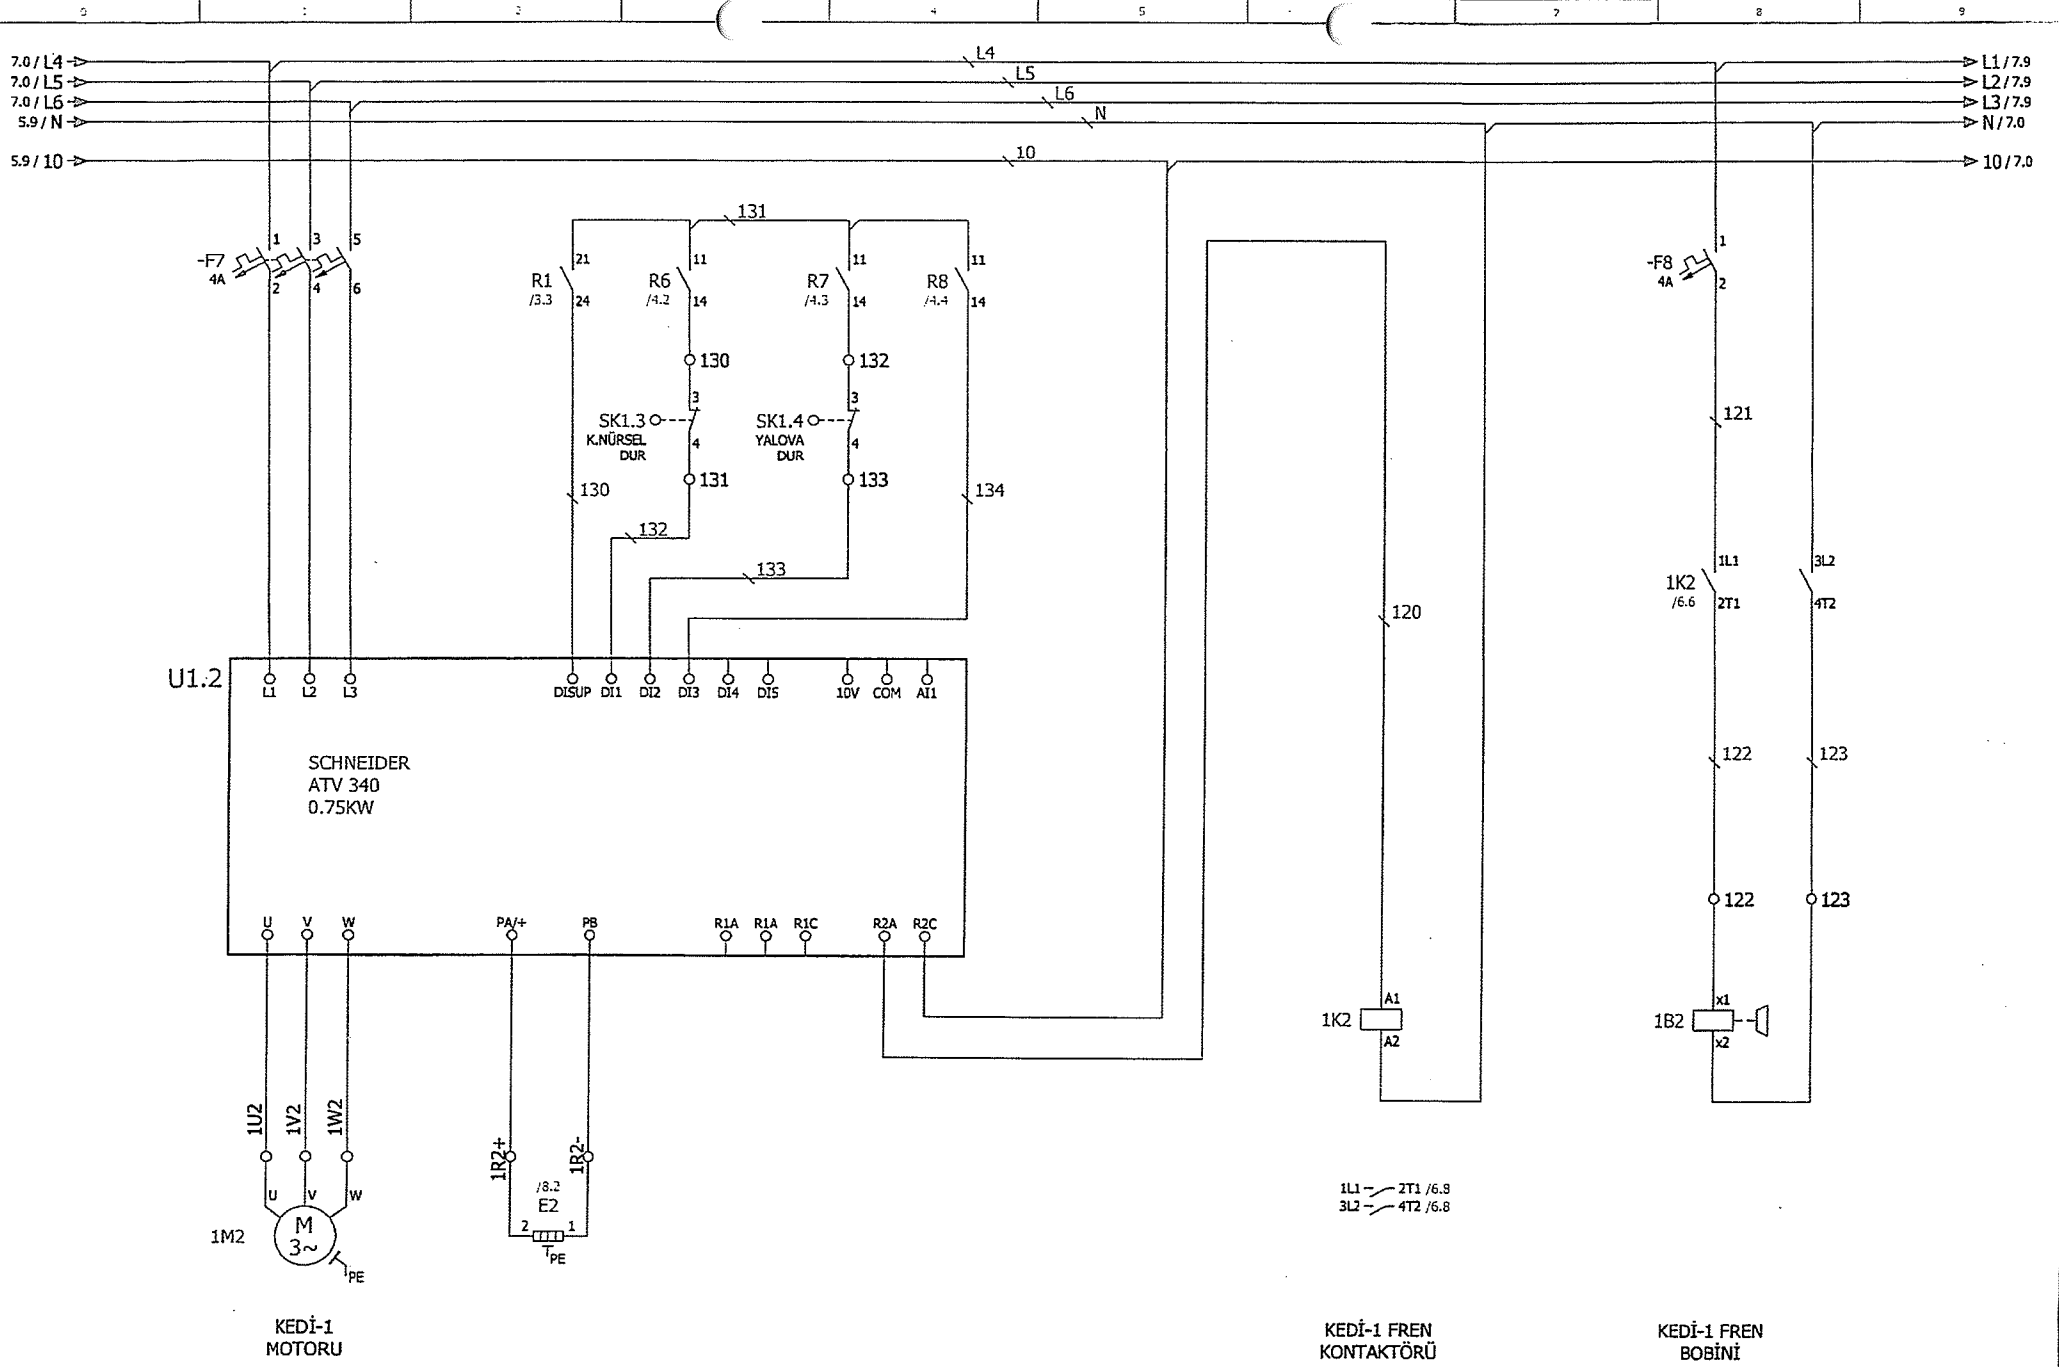 0 1 2 4 5 7 8 9
7.0 / L4
7.0 / L5
7.0 / L6
5.9 / N
5.9 / 10
L4
L5
L6
N
10
L1 / 7.9
L2 / 7.9
L3 / 7.9
N / 7.0
10 / 7.0
131
-F7
4A
1 3 5
2 4 6
R1
/3.3
21
24
R6
/4.2
11
14
R7
/4.3
11
14
R8
/4.4
11
14
-F8
4A
1
2
130
132
SK1.3
K.NÜRSEL
DUR
3
4
SK1.4
YALOVA
DUR
3
4
131
133
130
134
132
133
121
120
1K2
/6.6
1L1
2T1
3L2
4T2
U1.2
L1 L2 L3 DISUP DI1 DI2 DI3 DI4 DI5 10V COM AI1
SCHNEIDER
ATV 340
0.75KW
122
123
U V W PA/+ PB R1A R1A R1C R2A R2C
122
123
1K2
A1
A2
1B2
x1
x2
1U2
1V2
1W2
1R2+
1R2-
U V W
1M2
M
3~
PE
/8.2
E2
2 1
PE
1L1 2T1 /6.8
3L2 4T2 /6.8
KEDİ-1
MOTORU
KEDİ-1 FREN
KONTAKTÖRÜ
KEDİ-1 FREN
BOBİNİ